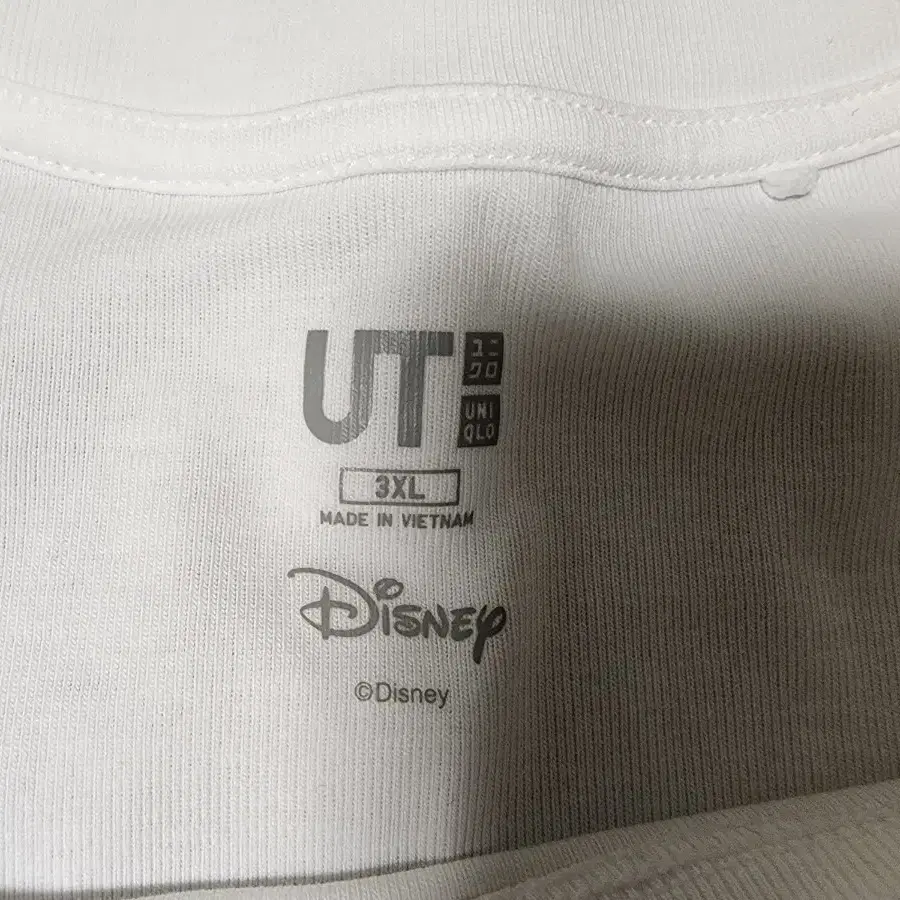 UT
ユニ
クロ
UNI
QLO
3XL
MADE IN VIETNAM
Disney
©Disney